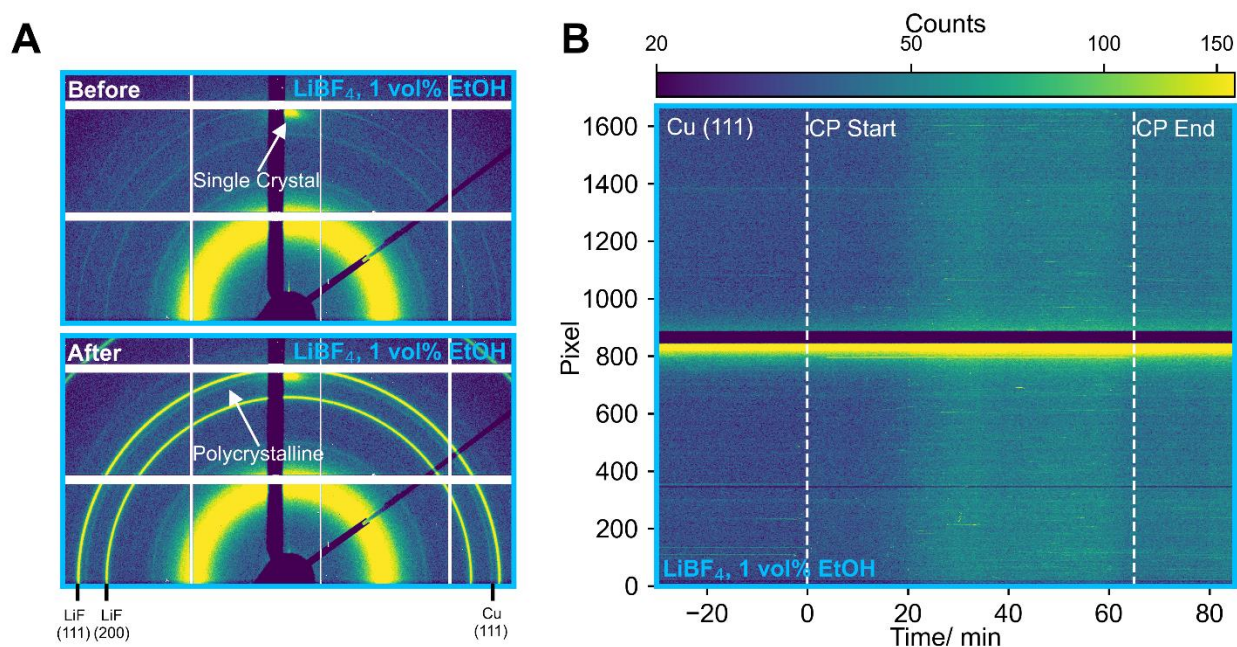 A
Before
LiBF₄, 1 vol% EtOH
Single Crystal
After
LiBF₄, 1 vol% EtOH
Polycrystalline
LiF
(111)
LiF
(200)
Cu
(111)
B
Counts
20
50
100
150
Cu (111)
CP Start
CP End
LiBF₄, 1 vol% EtOH
Pixel
1600
1400
1200
1000
800
600
400
200
0
−20
0
20
40
60
80
Time/ min